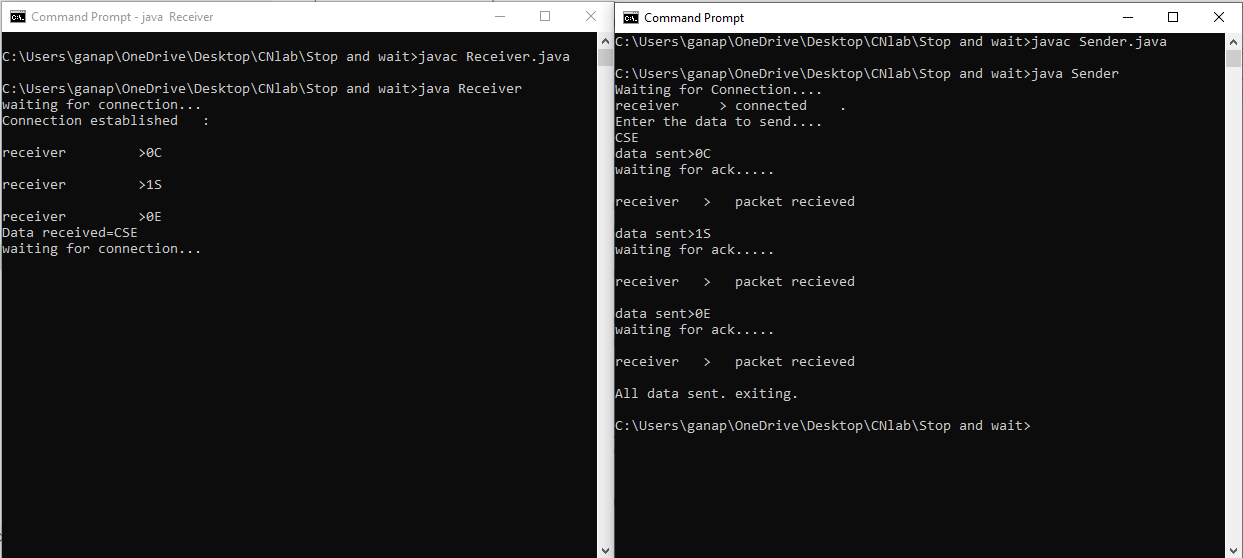 Command Prompt - java  Receiver
C:\Users\ganap\OneDrive\Desktop\CNlab\Stop and wait>javac Receiver.java
C:\Users\ganap\OneDrive\Desktop\CNlab\Stop and wait>java Receiver
waiting for connection...
Connection established   :
receiver         >0C
receiver         >1S
receiver         >0E
Data received=CSE
waiting for connection...
Command Prompt
C:\Users\ganap\OneDrive\Desktop\CNlab\Stop and wait>javac Sender.java
C:\Users\ganap\OneDrive\Desktop\CNlab\Stop and wait>java Sender
Waiting for Connection....
receiver     > connected    .
Enter the data to send....
CSE
data sent>0C
waiting for ack.....
receiver   >   packet recieved
data sent>1S
waiting for ack.....
receiver   >   packet recieved
data sent>0E
waiting for ack.....
receiver   >   packet recieved
All data sent. exiting.
C:\Users\ganap\OneDrive\Desktop\CNlab\Stop and wait>